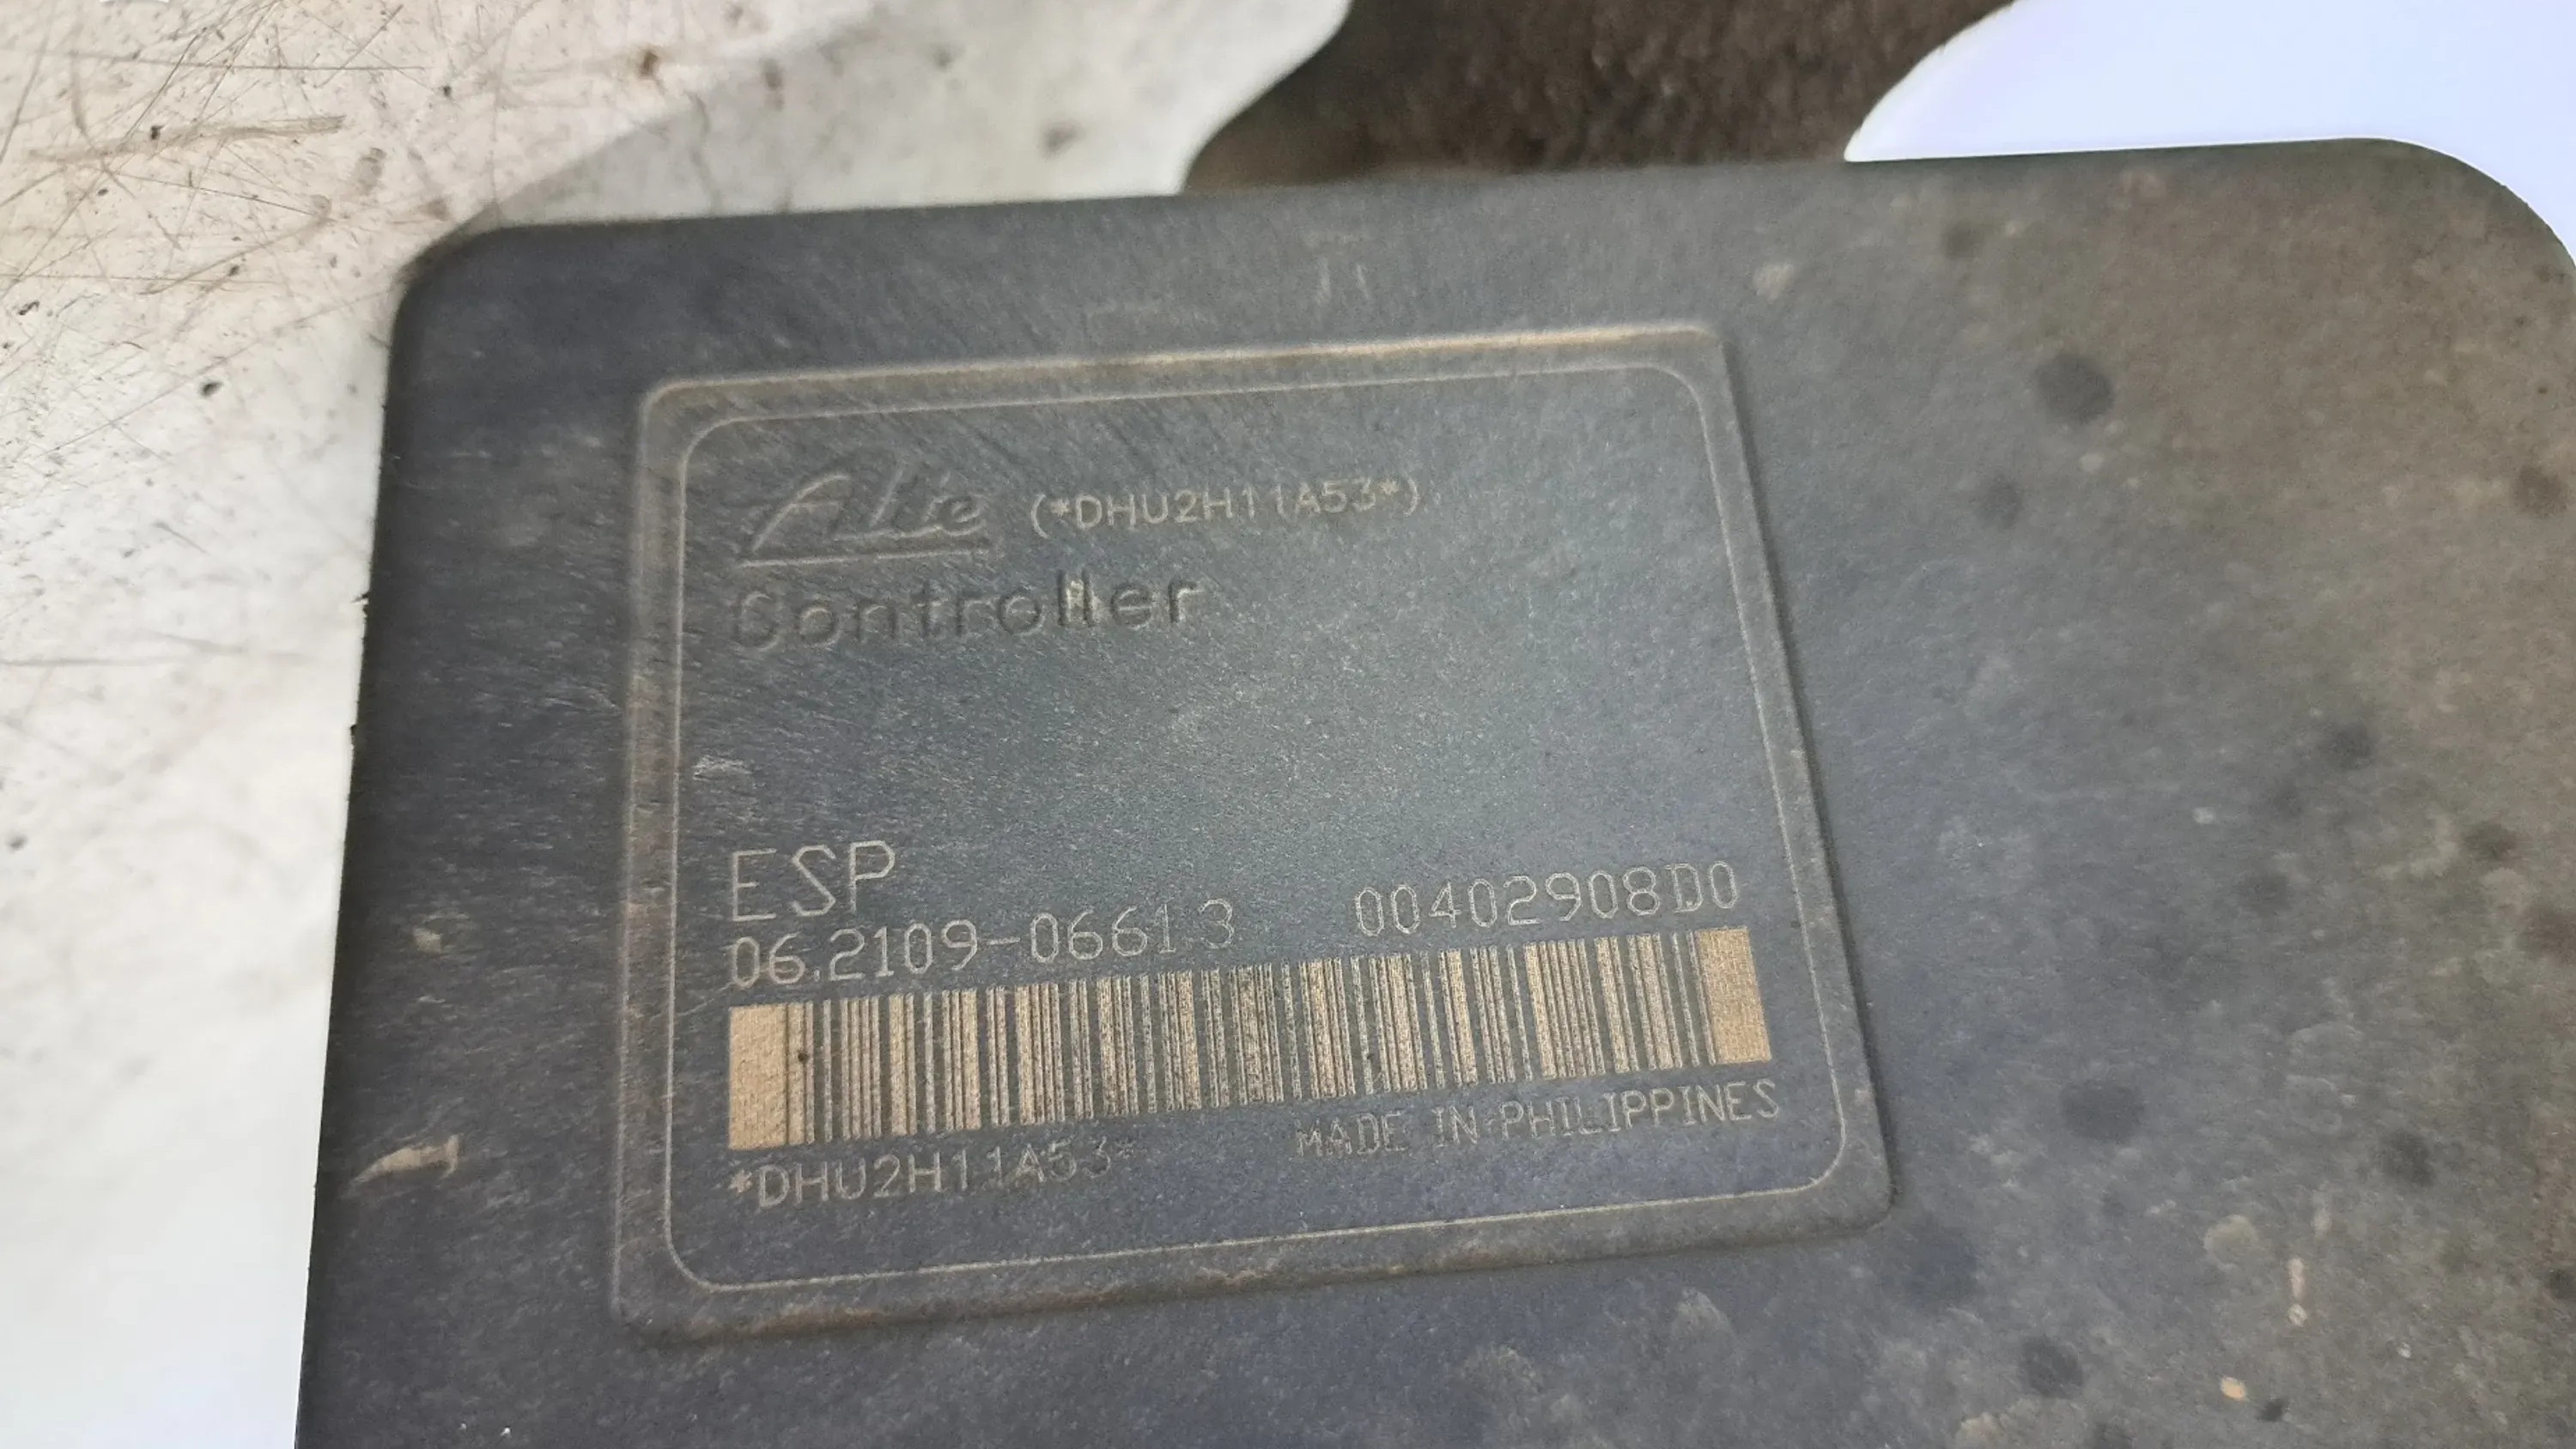 Ate (*DHU2H11A53*)
Controller
ESP
06.2109-0661.3 00402908D0
*DHU2H11A53* MADE IN PHILIPPINES